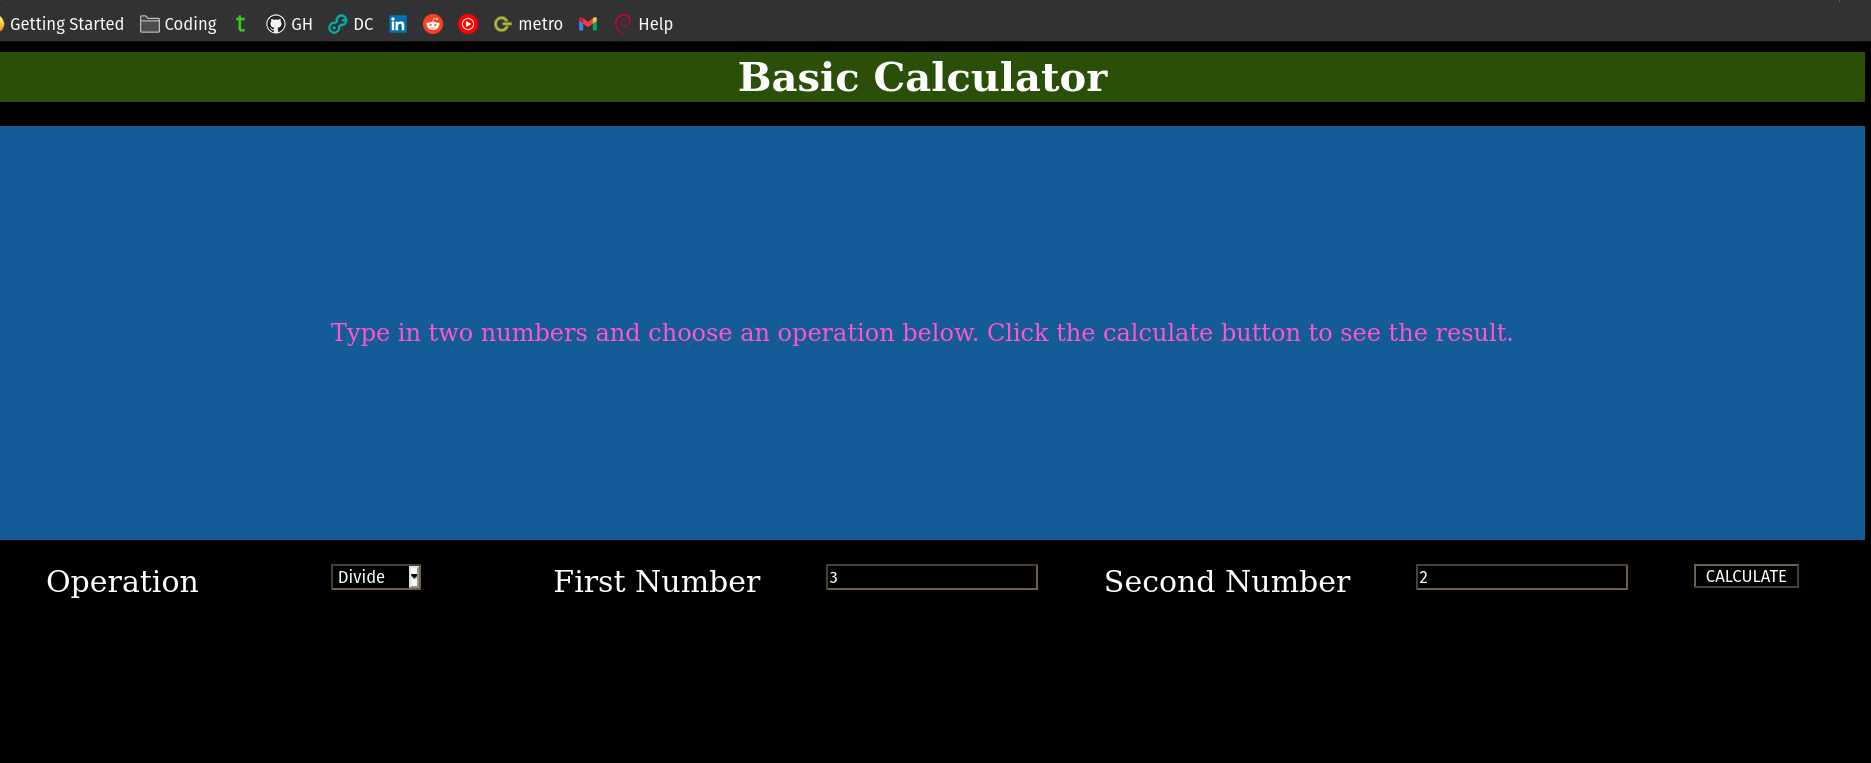 Getting Started Coding GH DC metro Help
Basic Calculator
Type in two numbers and choose an operation below. Click the calculate button to see the result.
Operation Divide First Number 3 Second Number 2 CALCULATE